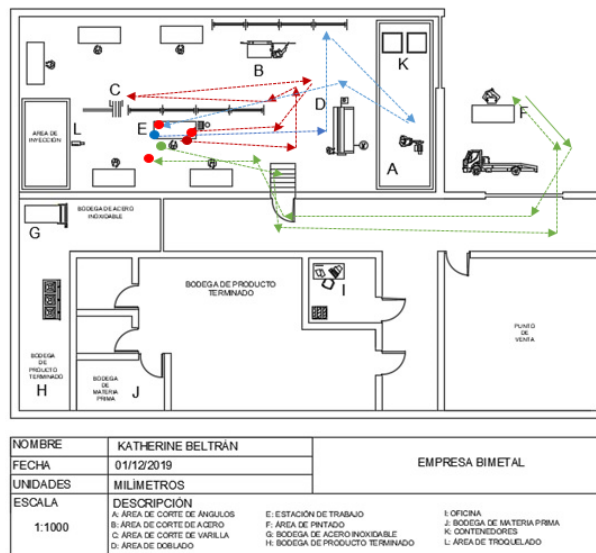 K
B
C
D
F
L
E
AREA DE
INYECCIÓN
A
BODEGA DE ACERO
INOXIDABLE
G
BODEGA DE PRODUCTO
TERMINADO
I
PUNTO
DE
VENTA
BODEGA
DE
PRODUCTO
TERMINADO
H
BODEGA
DE
MATERIA
PRIMA
J
NOMBRE KATHERINE BELTRÁN
EMPRESA BIMETAL
FECHA 01/12/2019
UNIDADES MILÍMETROS
ESCALA
1:1000
DESCRIPCIÓN
A: ÁREA DE CORTE DE ÁNGULOS
B: ÁREA DE CORTE DE ACERO
C: ÁREA DE CORTE DE VARILLA
D: ÁREA DE DOBLADO
E: ESTACIÓN DE TRABAJO
F: ÁREA DE PINTADO
G: BODEGA DE ACERO INOXIDABLE
H: BODEGA DE PRODUCTO TERMINADO
I: OFICINA
J: BODEGA DE MATERIA PRIMA
K: CONTENEDORES
L: ÁREA DE TROQUELADO